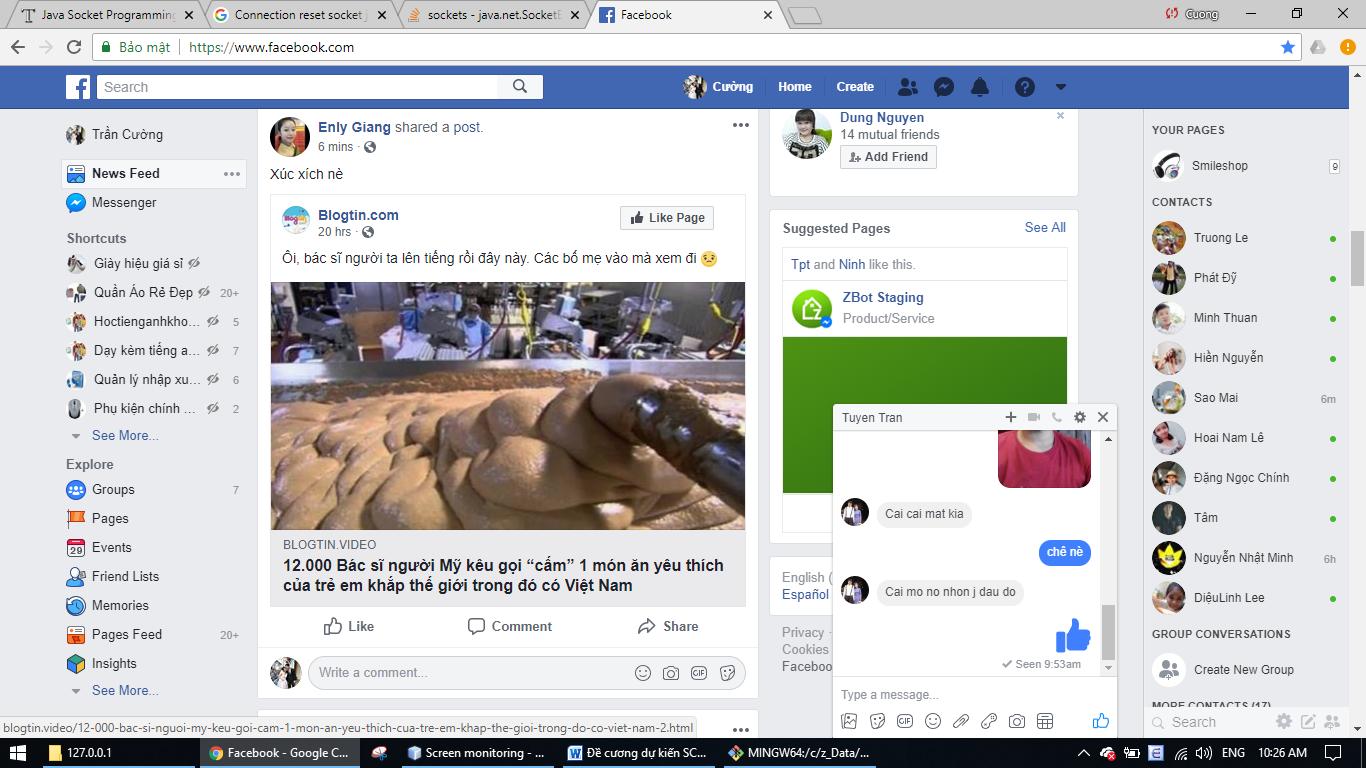 Java Socket Programming
Connection reset socket j
sockets - java.net.SocketE
Facebook
Cuong
Bảo mật
https://www.facebook.com
Search
Cường
Home
Create
Trần Cường
News Feed
Messenger
Shortcuts
Giày hiệu giá sỉ
Quần Áo Rẻ Đẹp 20+
Hoctienganhkho... 5
Dạy kèm tiếng a... 7
Quản lý nhập xu... 6
Phụ kiện chính ... 2
See More...
Explore
Groups 7
Pages
Events
Friend Lists
Memories
Pages Feed 20+
Insights
See More...
Enly Giang shared a post.
6 mins ·
Xúc xích nè
Blogtin.com
20 hrs ·
Like Page
Ôi, bác sĩ người ta lên tiếng rồi đây này. Các bố mẹ vào mà xem đi
BLOGTIN.VIDEO
12.000 Bác sĩ người Mỹ kêu gọi “cấm” 1 món ăn yêu thích
của trẻ em khắp thế giới trong đó có Việt Nam
Like
Comment
Share
Write a comment...
GIF
Dung Nguyen
14 mutual friends
Add Friend
Suggested Pages
See All
Tpt and Ninh like this.
ZBot Staging
Product/Service
English (
Español
Privacy ·
Cookies
Faceboo
Tuyen Tran
Cai cai mat kia
chê nè
Cai mo no nhon j dau do
Seen 9:53am
Type a message...
GIF
YOUR PAGES
Smileshop 9
CONTACTS
Truong Le
Phát Đỹ
Minh Thuan
Hiền Nguyễn
Sao Mai 6m
Hoai Nam Lê
Đặng Ngọc Chính
Tâm
Nguyễn Nhật Minh 6h
DiệuLinh Lee
GROUP CONVERSATIONS
Create New Group
MORE CONTACTS (17)
Search
blogtin.video/12-000-bac-si-nguoi-my-keu-goi-cam-1-mon-an-yeu-thich-cua-tre-em-khap-the-gioi-trong-do-co-viet-nam-2.html
127.0.0.1
Facebook - Google C...
Screen monitoring - ...
Đề cương dự kiến SC...
MINGW64:/c/z_Data/...
ENG
10:26 AM